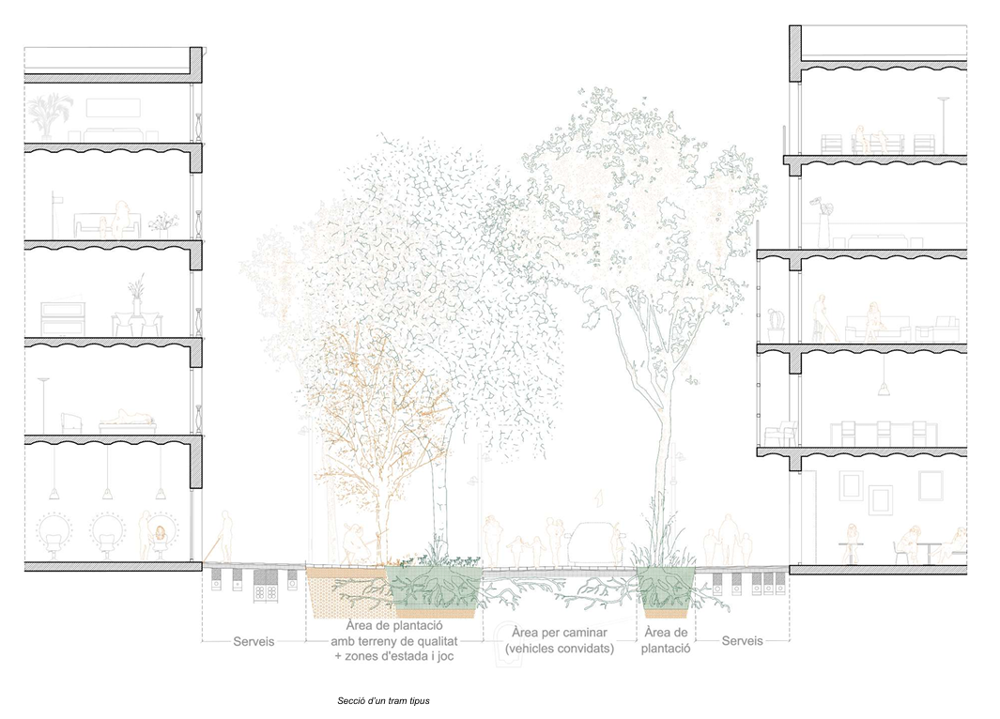 Serveis
Àrea de plantació
amb terreny de qualitat
+ zones d'estada i joc
Àrea per caminar
(vehicles convidats)
Àrea de
plantació
Serveis
Secció d'un tram tipus